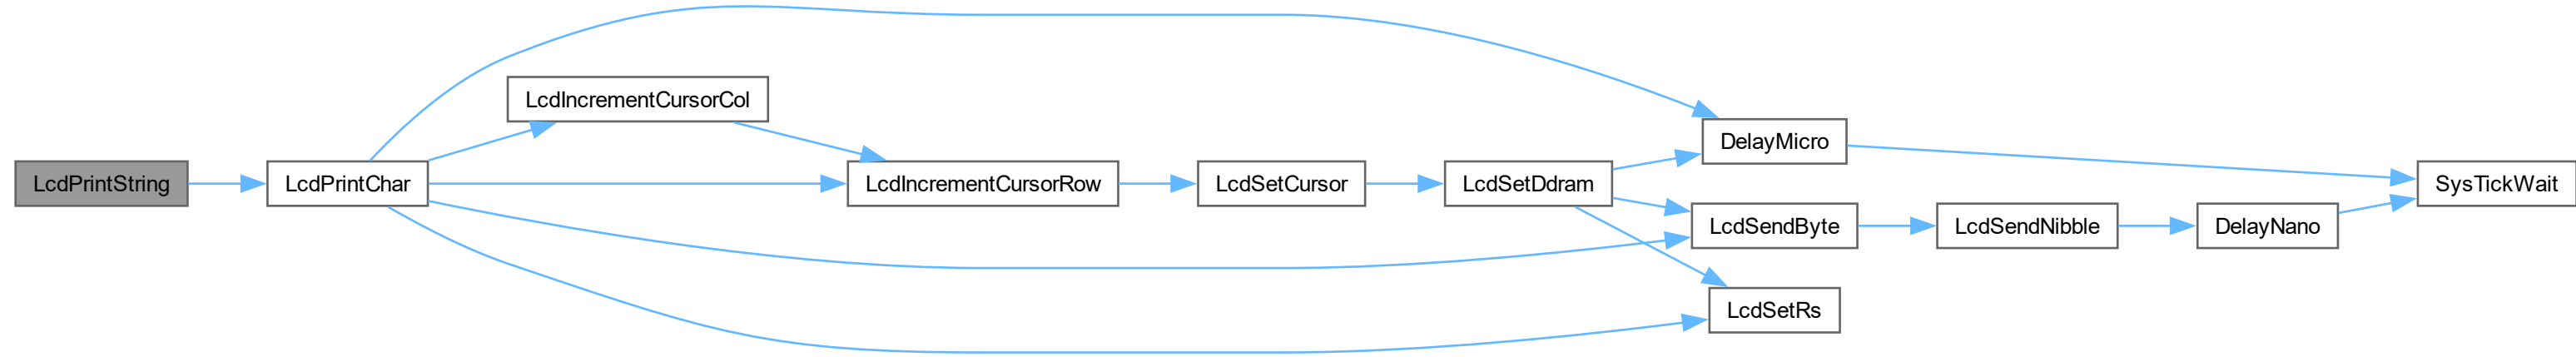 LcdPrintString
LcdPrintChar
LcdIncrementCursorCol
LcdIncrementCursorRow
LcdSetCursor
LcdSetDdram
DelayMicro
LcdSendByte
LcdSetRs
LcdSendNibble
DelayNano
SysTickWait